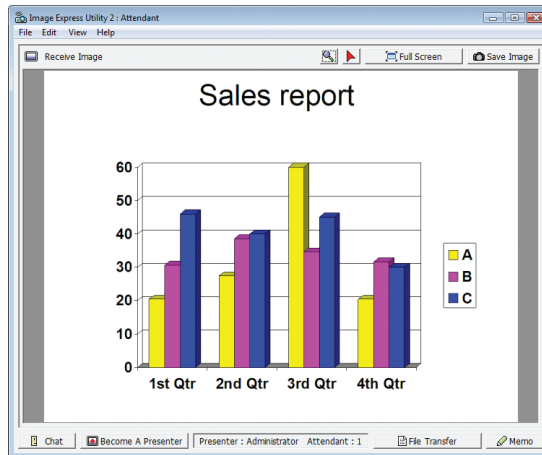 Image Express Utility 2 : Attendant
File Edit View Help
Receive Image Full Screen Save Image
Sales report
60
50
40
30
20
10
0
A
B
C
1st Qtr 2nd Qtr 3rd Qtr 4th Qtr
Chat Become A Presenter Presenter : Administrator Attendant : 1 File Transfer Memo